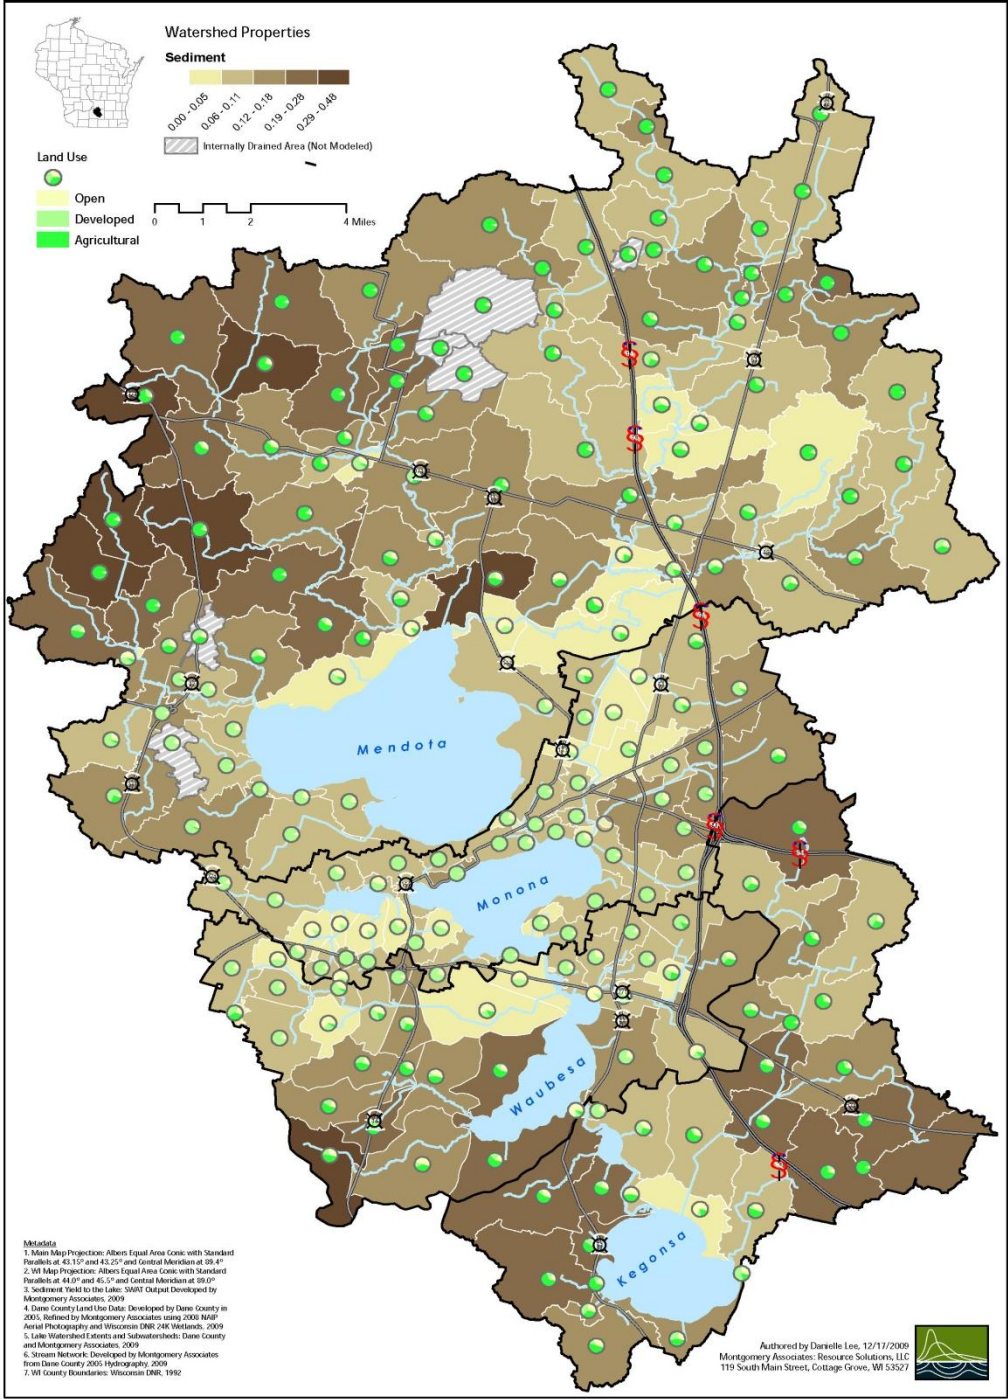 Watershed Properties
Sediment
0.00 - 0.05
0.06 - 0.11
0.12 - 0.18
0.19 - 0.28
0.29 - 0.48
Internally Drained Area (Not Modeled)
Land Use
Open
Developed
Agricultural
0 1 2 4 Miles
Mendota
Monona
Waubesa
Kegonsa
§
§
§
§
§
§
Metadata
1. Main Map Projection: Albers Equal Area Conic with Standard
Parallels at 43.15° and 43.25° and Central Meridian at 89.4°
2. WI Map Projection: Albers Equal Area Conic with Standard
Parallels at 44.0° and 45.5° and Central Meridian at 89.0°
3. Sediment Yield to the Lake: SWAT Output Developed by
Montgomery Associates, 2009
4. Dane County Land Use Data: Developed by Dane County in
2005, Refined by Montgomery Associates using 2008 NAIP
Aerial Photography and Wisconsin DNR 24K Wetlands, 2009
5. Lake Watershed Extents and Subwatersheds: Dane County
and Montgomery Associates, 2009
6. Stream Network: Developed by Montgomery Associates
from Dane County 2005 Hydrography, 2009
7. WI County Boundaries: Wisconsin DNR, 1992
Authored by Danielle Lee, 12/17/2009
Montgomery Associates: Resource Solutions, LLC
119 South Main Street, Cottage Grove, WI 53527